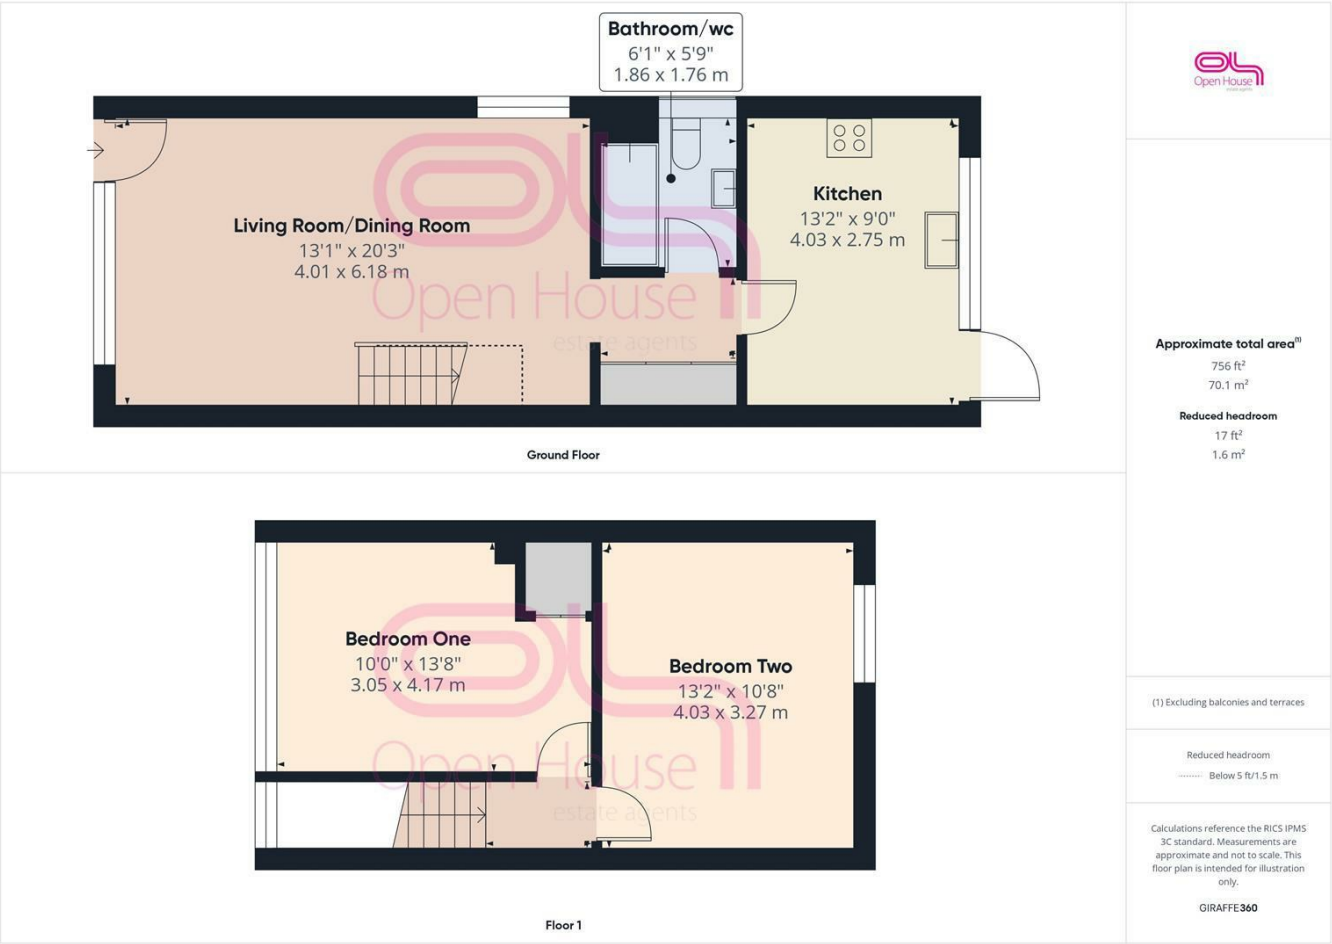 Bathroom/wc
6'1" x 5'9"
1.86 x 1.76 m
Living Room/Dining Room
13'1" x 20'3"
4.01 x 6.18 m
Kitchen
13'2" x 9'0"
4.03 x 2.75 m
Open House
estate agents
Ground Floor
Bedroom One
10'0" x 13'8"
3.05 x 4.17 m
Bedroom Two
13'2" x 10'8"
4.03 x 3.27 m
Open House
estate agents
Floor 1
Open House
estate agents
Approximate total area(1)
756 ft²
70.1 m²
Reduced headroom
17 ft²
1.6 m²
(1) Excluding balconies and terraces
Reduced headroom
Below 5 ft/1.5 m
Calculations reference the RICS IPMS
3C standard. Measurements are
approximate and not to scale. This
floor plan is intended for illustration
only.
GIRAFFE360